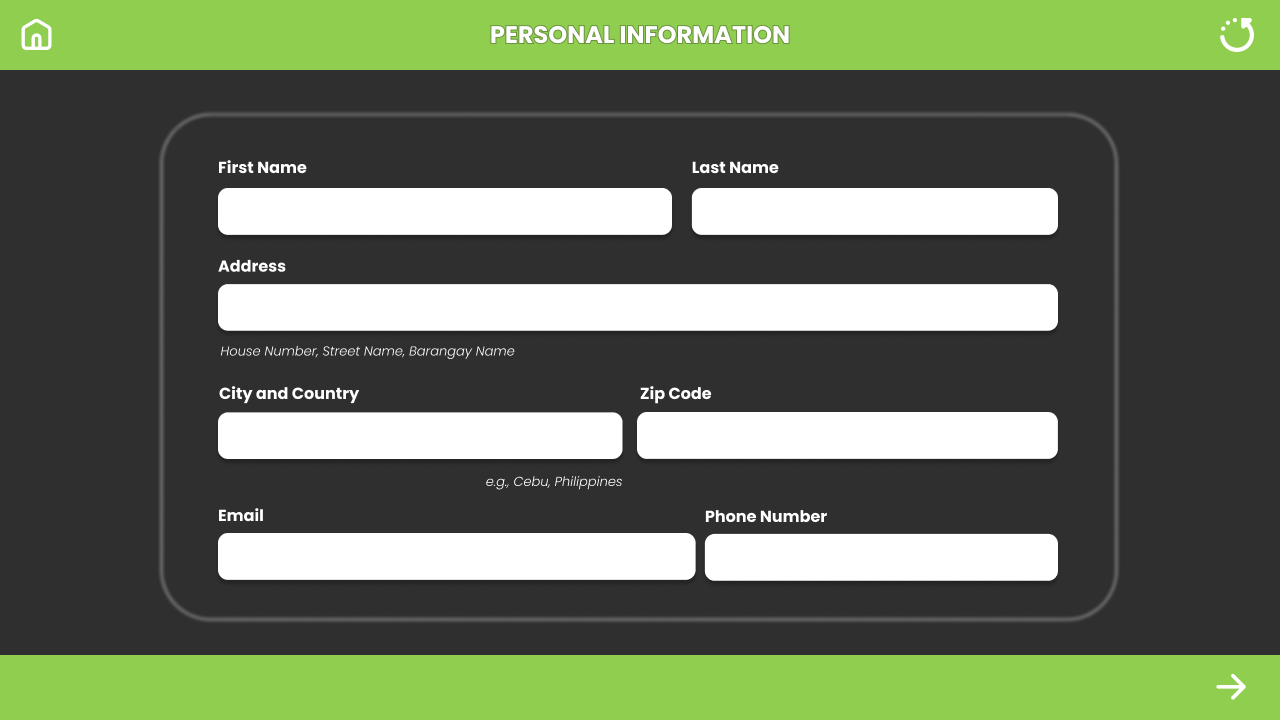 PERSONAL INFORMATION
First Name
Last Name
Address
House Number, Street Name, Barangay Name
City and Country
Zip Code
e.g., Cebu, Philippines
Email
Phone Number